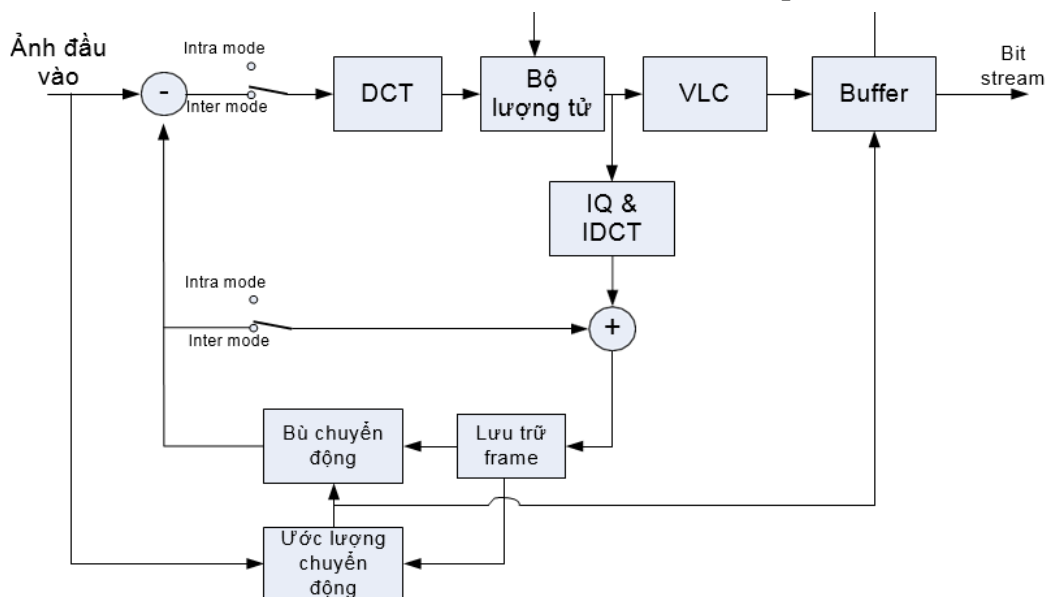 Ảnh đầu
vào
Intra mode
-
Inter mode
DCT
Bộ
lượng tử
VLC
Buffer
Bit
stream
IQ &
IDCT
Intra mode
Inter mode
+
Bù chuyển
động
Lưu trữ
frame
Ước lượng
chuyển
động